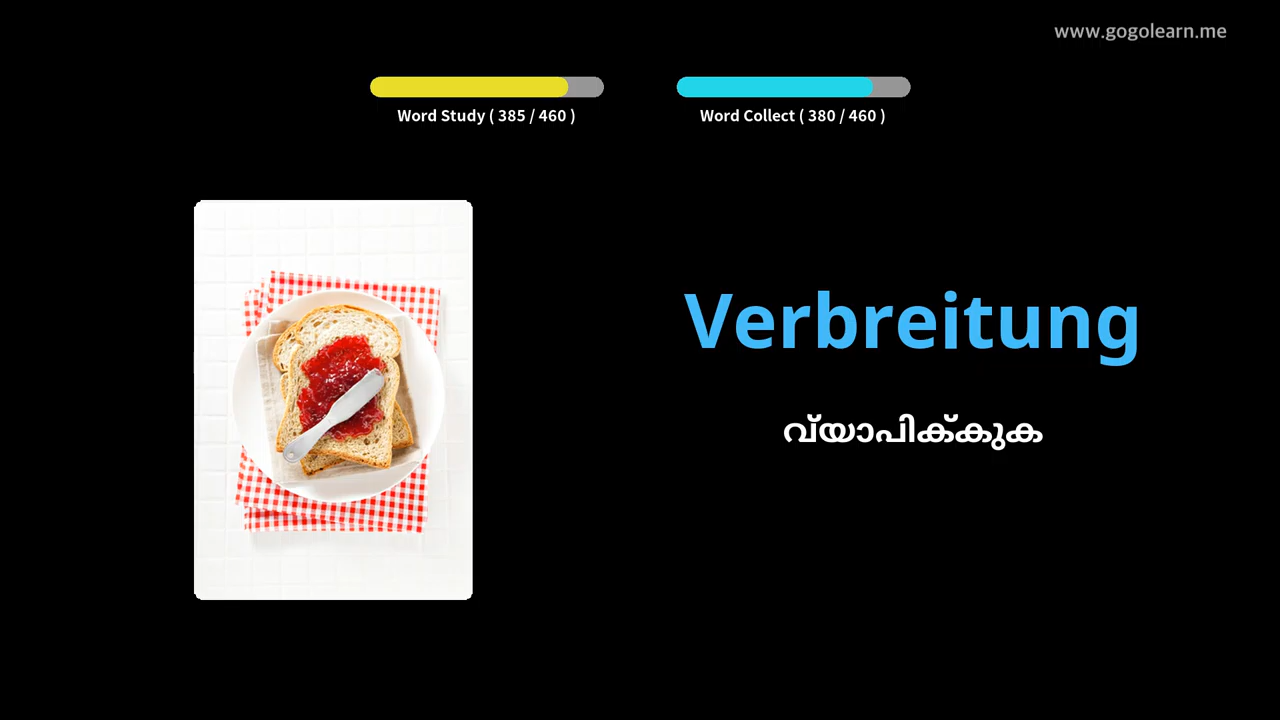 www.gogolearn.me
Word Study ( 385 / 460 )
Word Collect ( 380 / 460 )
Verbreitung
വ്യാപിക്കുക